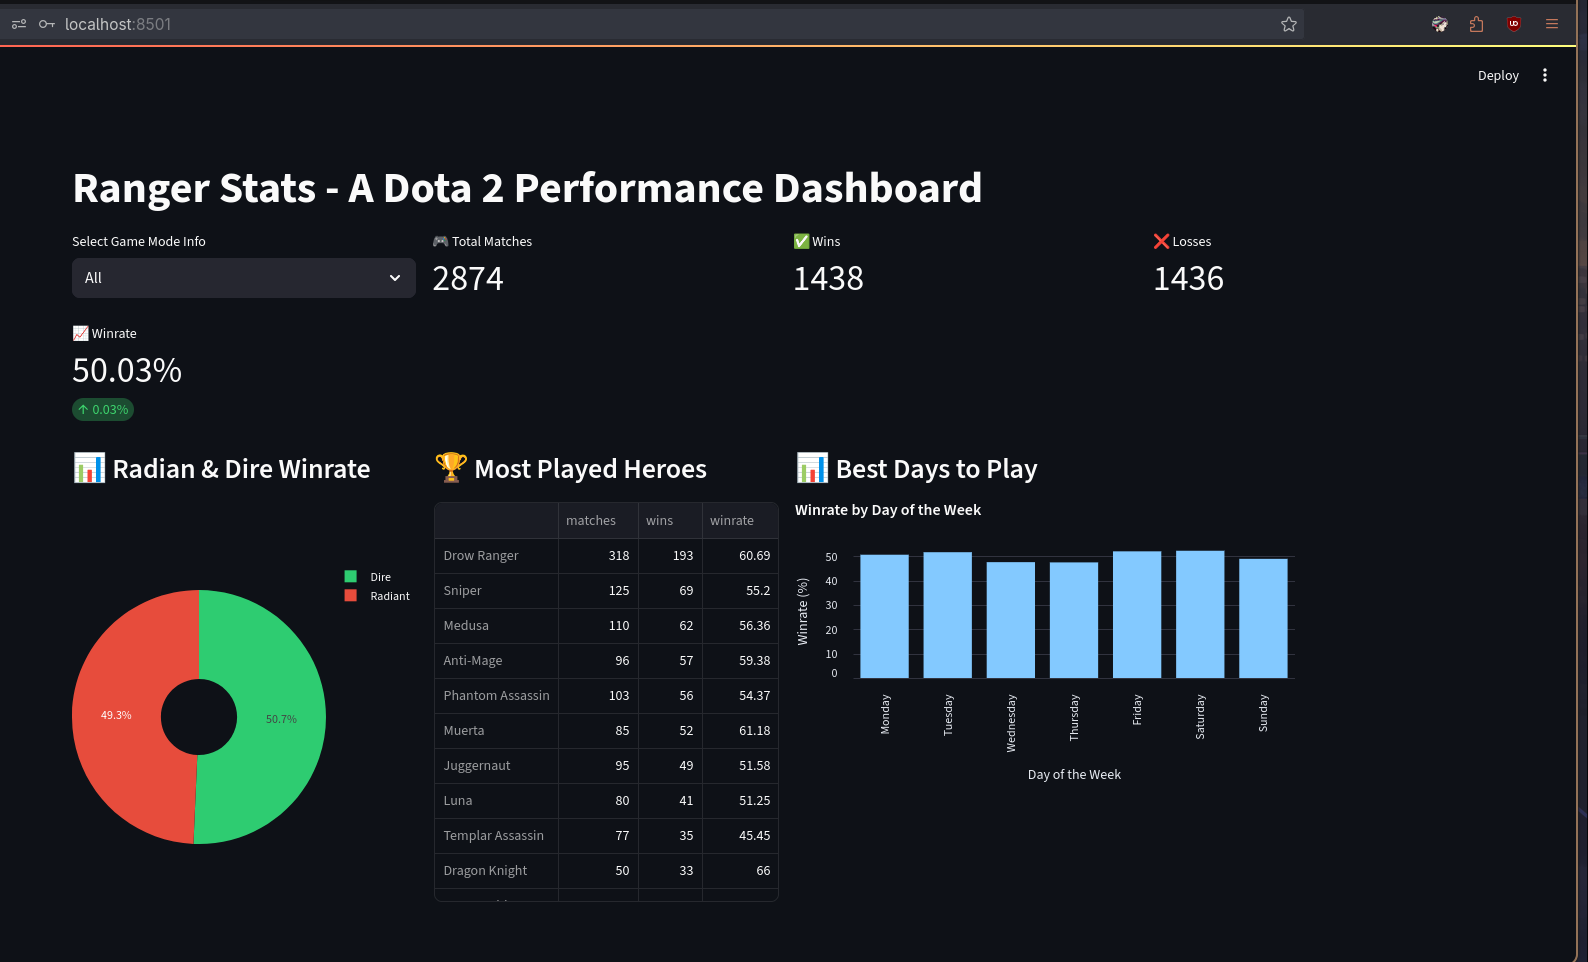 localhost:8501
Deploy
Ranger Stats - A Dota 2 Performance Dashboard
Select Game Mode Info
All
🎮 Total Matches
2874
✅ Wins
1438
❌ Losses
1436
📈 Winrate
50.03%
↑ 0.03%
📊 Radian & Dire Winrate
Dire
Radiant
49.3%
50.7%
🏆 Most Played Heroes
matches wins winrate
Drow Ranger 318 193 60.69
Sniper 125 69 55.2
Medusa 110 62 56.36
Anti-Mage 96 57 59.38
Phantom Assassin 103 56 54.37
Muerta 85 52 61.18
Juggernaut 95 49 51.58
Luna 80 41 51.25
Templar Assassin 77 35 45.45
Dragon Knight 50 33 66
📊 Best Days to Play
Winrate by Day of the Week
Winrate (%)
50
40
30
20
10
0
Monday
Tuesday
Wednesday
Thursday
Friday
Saturday
Sunday
Day of the Week